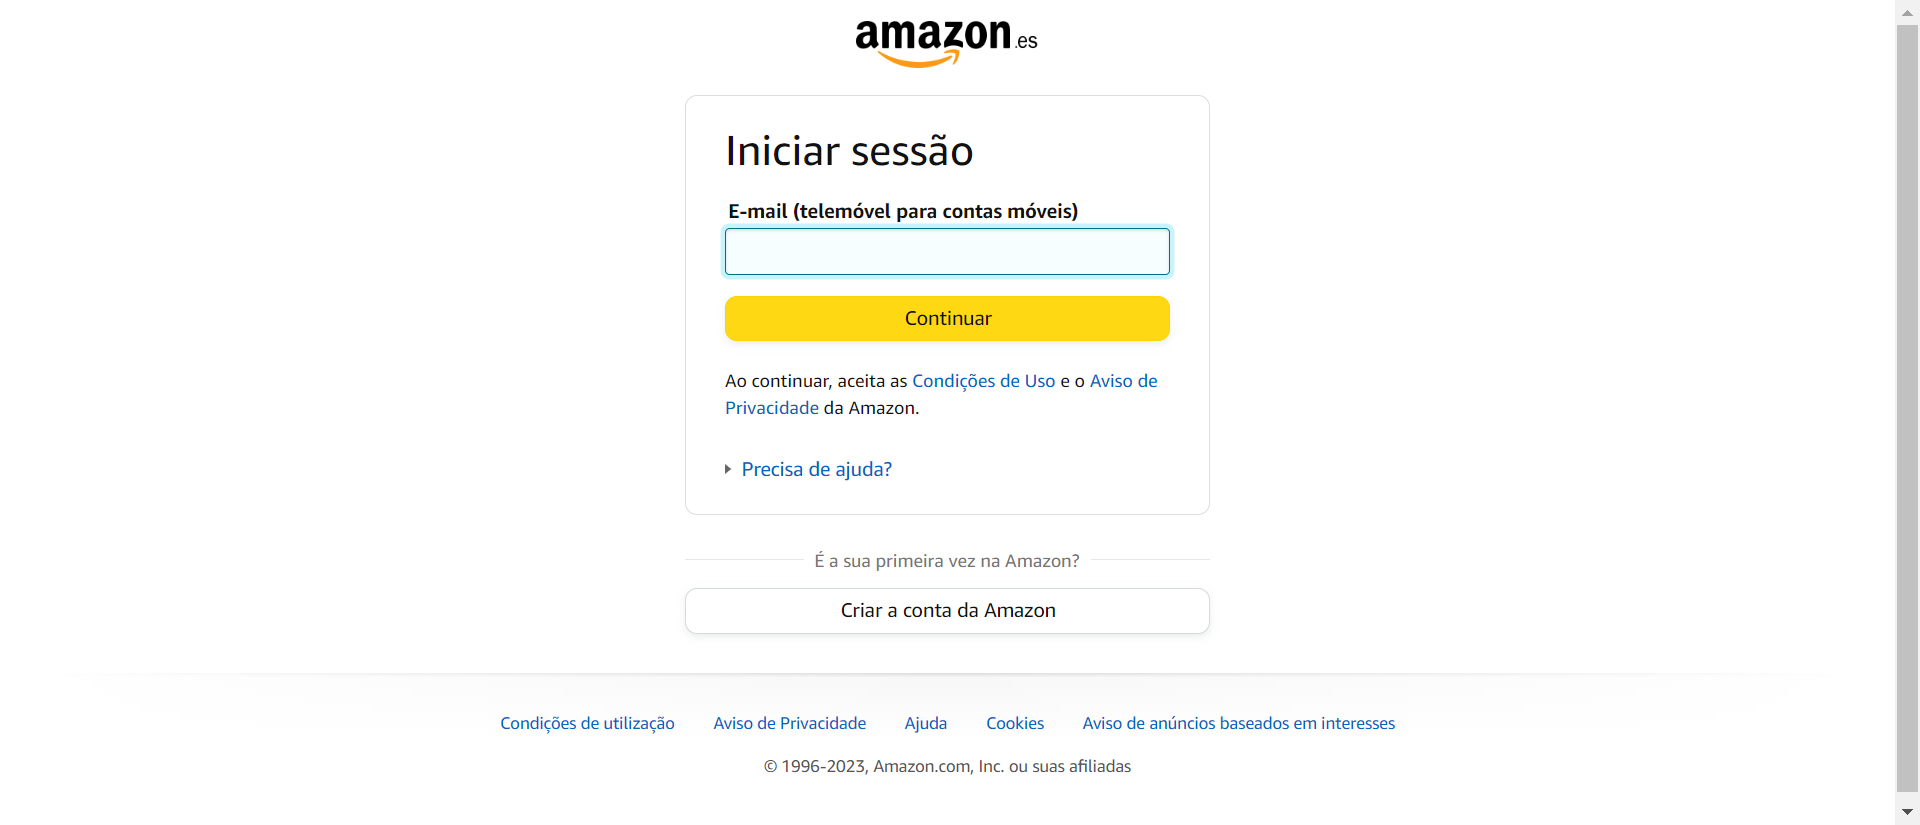 amazon.es
Iniciar sessão
E-mail (telemóvel para contas móveis)
Continuar
Ao continuar, aceita as Condições de Uso e o Aviso de
Privacidade da Amazon.
Precisa de ajuda?
É a sua primeira vez na Amazon?
Criar a conta da Amazon
Condições de utilização Aviso de Privacidade Ajuda Cookies Aviso de anúncios baseados em interesses
© 1996-2023, Amazon.com, Inc. ou suas afiliadas